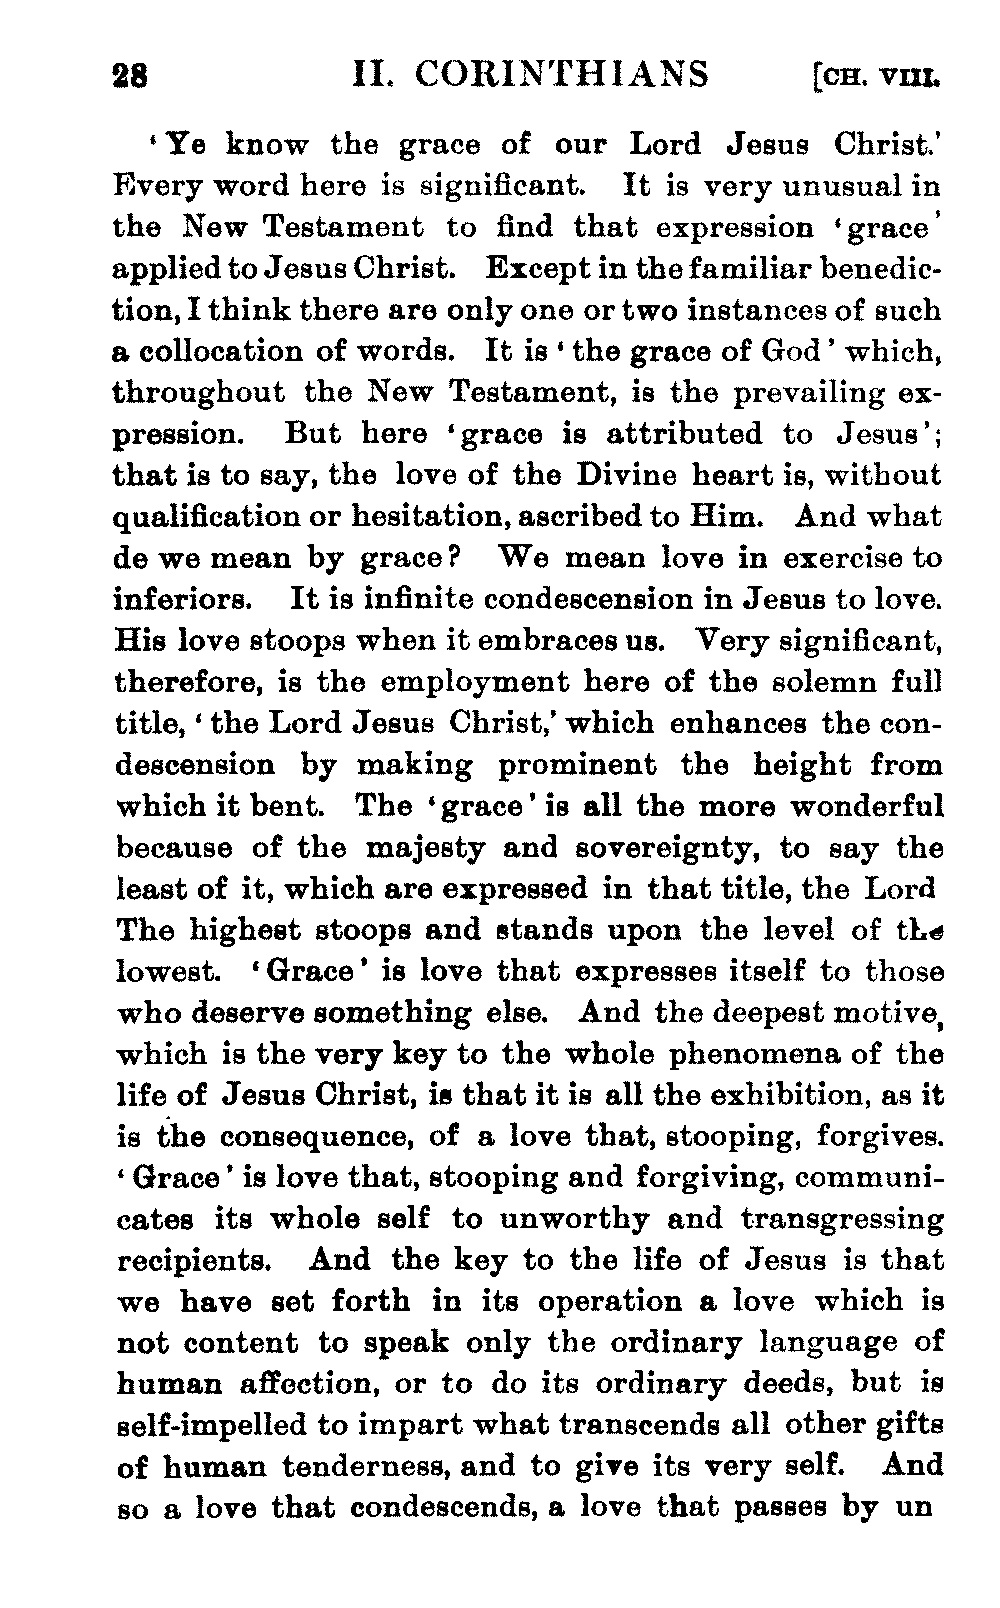 28 II. CORINTHIANS [CH. VIII.
‘Ye know the grace of our Lord Jesus Christ.’
Every word here is significant. It is very unusual in
the New Testament to find that expression ‘grace’
applied to Jesus Christ. Except in the familiar benedic-
tion, I think there are only one or two instances of such
a collocation of words. It is ‘the grace of God’ which,
throughout the New Testament, is the prevailing ex-
pression. But here ‘grace is attributed to Jesus’;
that is to say, the love of the Divine heart is, without
qualification or hesitation, ascribed to Him. And what
de we mean by grace? We mean love in exercise to
inferiors. It is infinite condescension in Jesus to love.
His love stoops when it embraces us. Very significant,
therefore, is the employment here of the solemn full
title, ‘the Lord Jesus Christ,’ which enhances the con-
descension by making prominent the height from
which it bent. The ‘grace’ is all the more wonderful
because of the majesty and sovereignty, to say the
least of it, which are expressed in that title, the Lord
The highest stoops and stands upon the level of the
lowest. ‘Grace’ is love that expresses itself to those
who deserve something else. And the deepest motive,
which is the very key to the whole phenomena of the
life of Jesus Christ, is that it is all the exhibition, as it
is the consequence, of a love that, stooping, forgives.
‘Grace’ is love that, stooping and forgiving, communi-
cates its whole self to unworthy and transgressing
recipients. And the key to the life of Jesus is that
we have set forth in its operation a love which is
not content to speak only the ordinary language of
human affection, or to do its ordinary deeds, but is
self-impelled to impart what transcends all other gifts
of human tenderness, and to give its very self. And
so a love that condescends, a love that passes by un